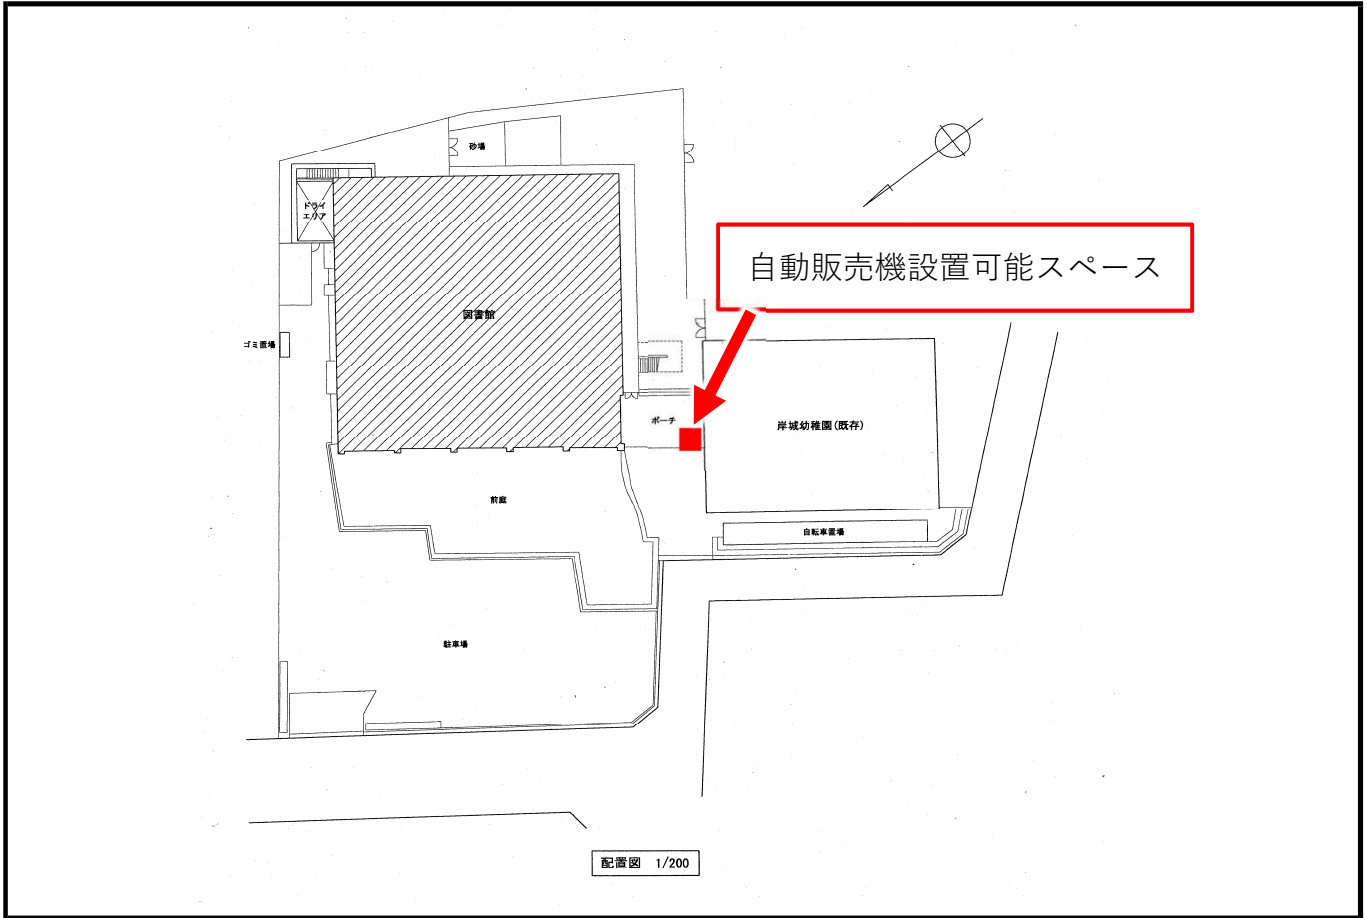 砂場
ドライ
エリア
自動販売機設置可能スペース
図書館
ゴミ置場
ポーチ
岸城幼稚園(既存)
前庭
自転車置場
駐車場
配置図 1/200